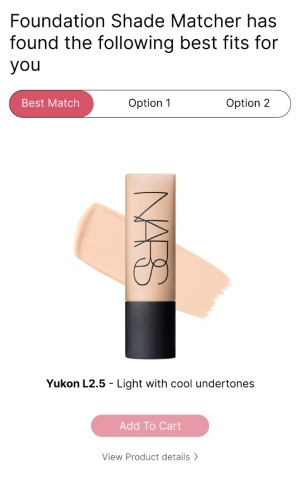 Foundation Shade Matcher has
found the following best fits for
you
Best Match Option 1 Option 2
NARS
Yukon L2.5 - Light with cool undertones
Add To Cart
View Product details >